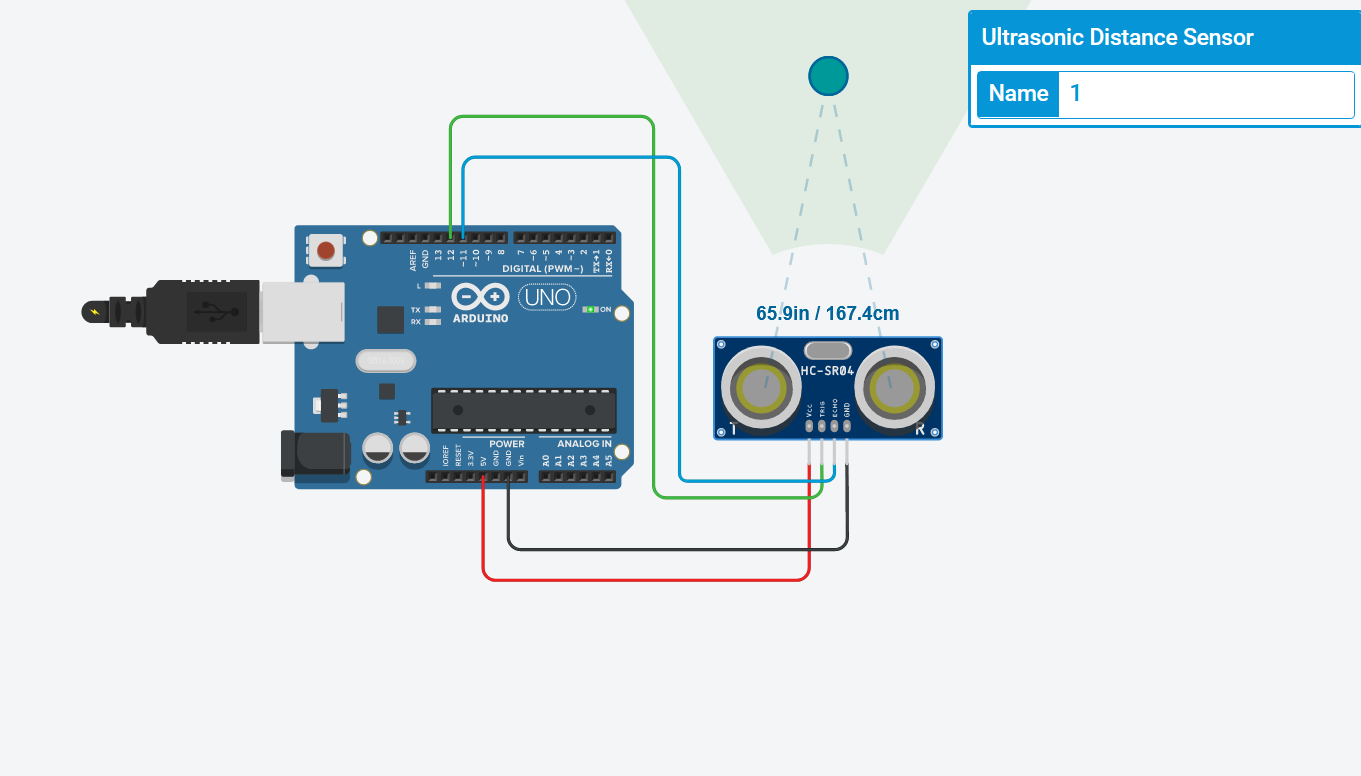 Ultrasonic Distance Sensor
Name 1
AREF
GND
13
12
~11
~10
~9
8
7
~6
~5
4
~3
2
TX→1
RX←0
DIGITAL (PWM~)
L
TX
RX
ARDUINO
UNO
ON
65.9in / 167.4cm
HC-SR04
VCC
TRIG
ECHO
GND
T
R
POWER
ANALOG IN
IOREF
RESET
3.3V
5V
GND
GND
Vin
A0
A1
A2
A3
A4
A5